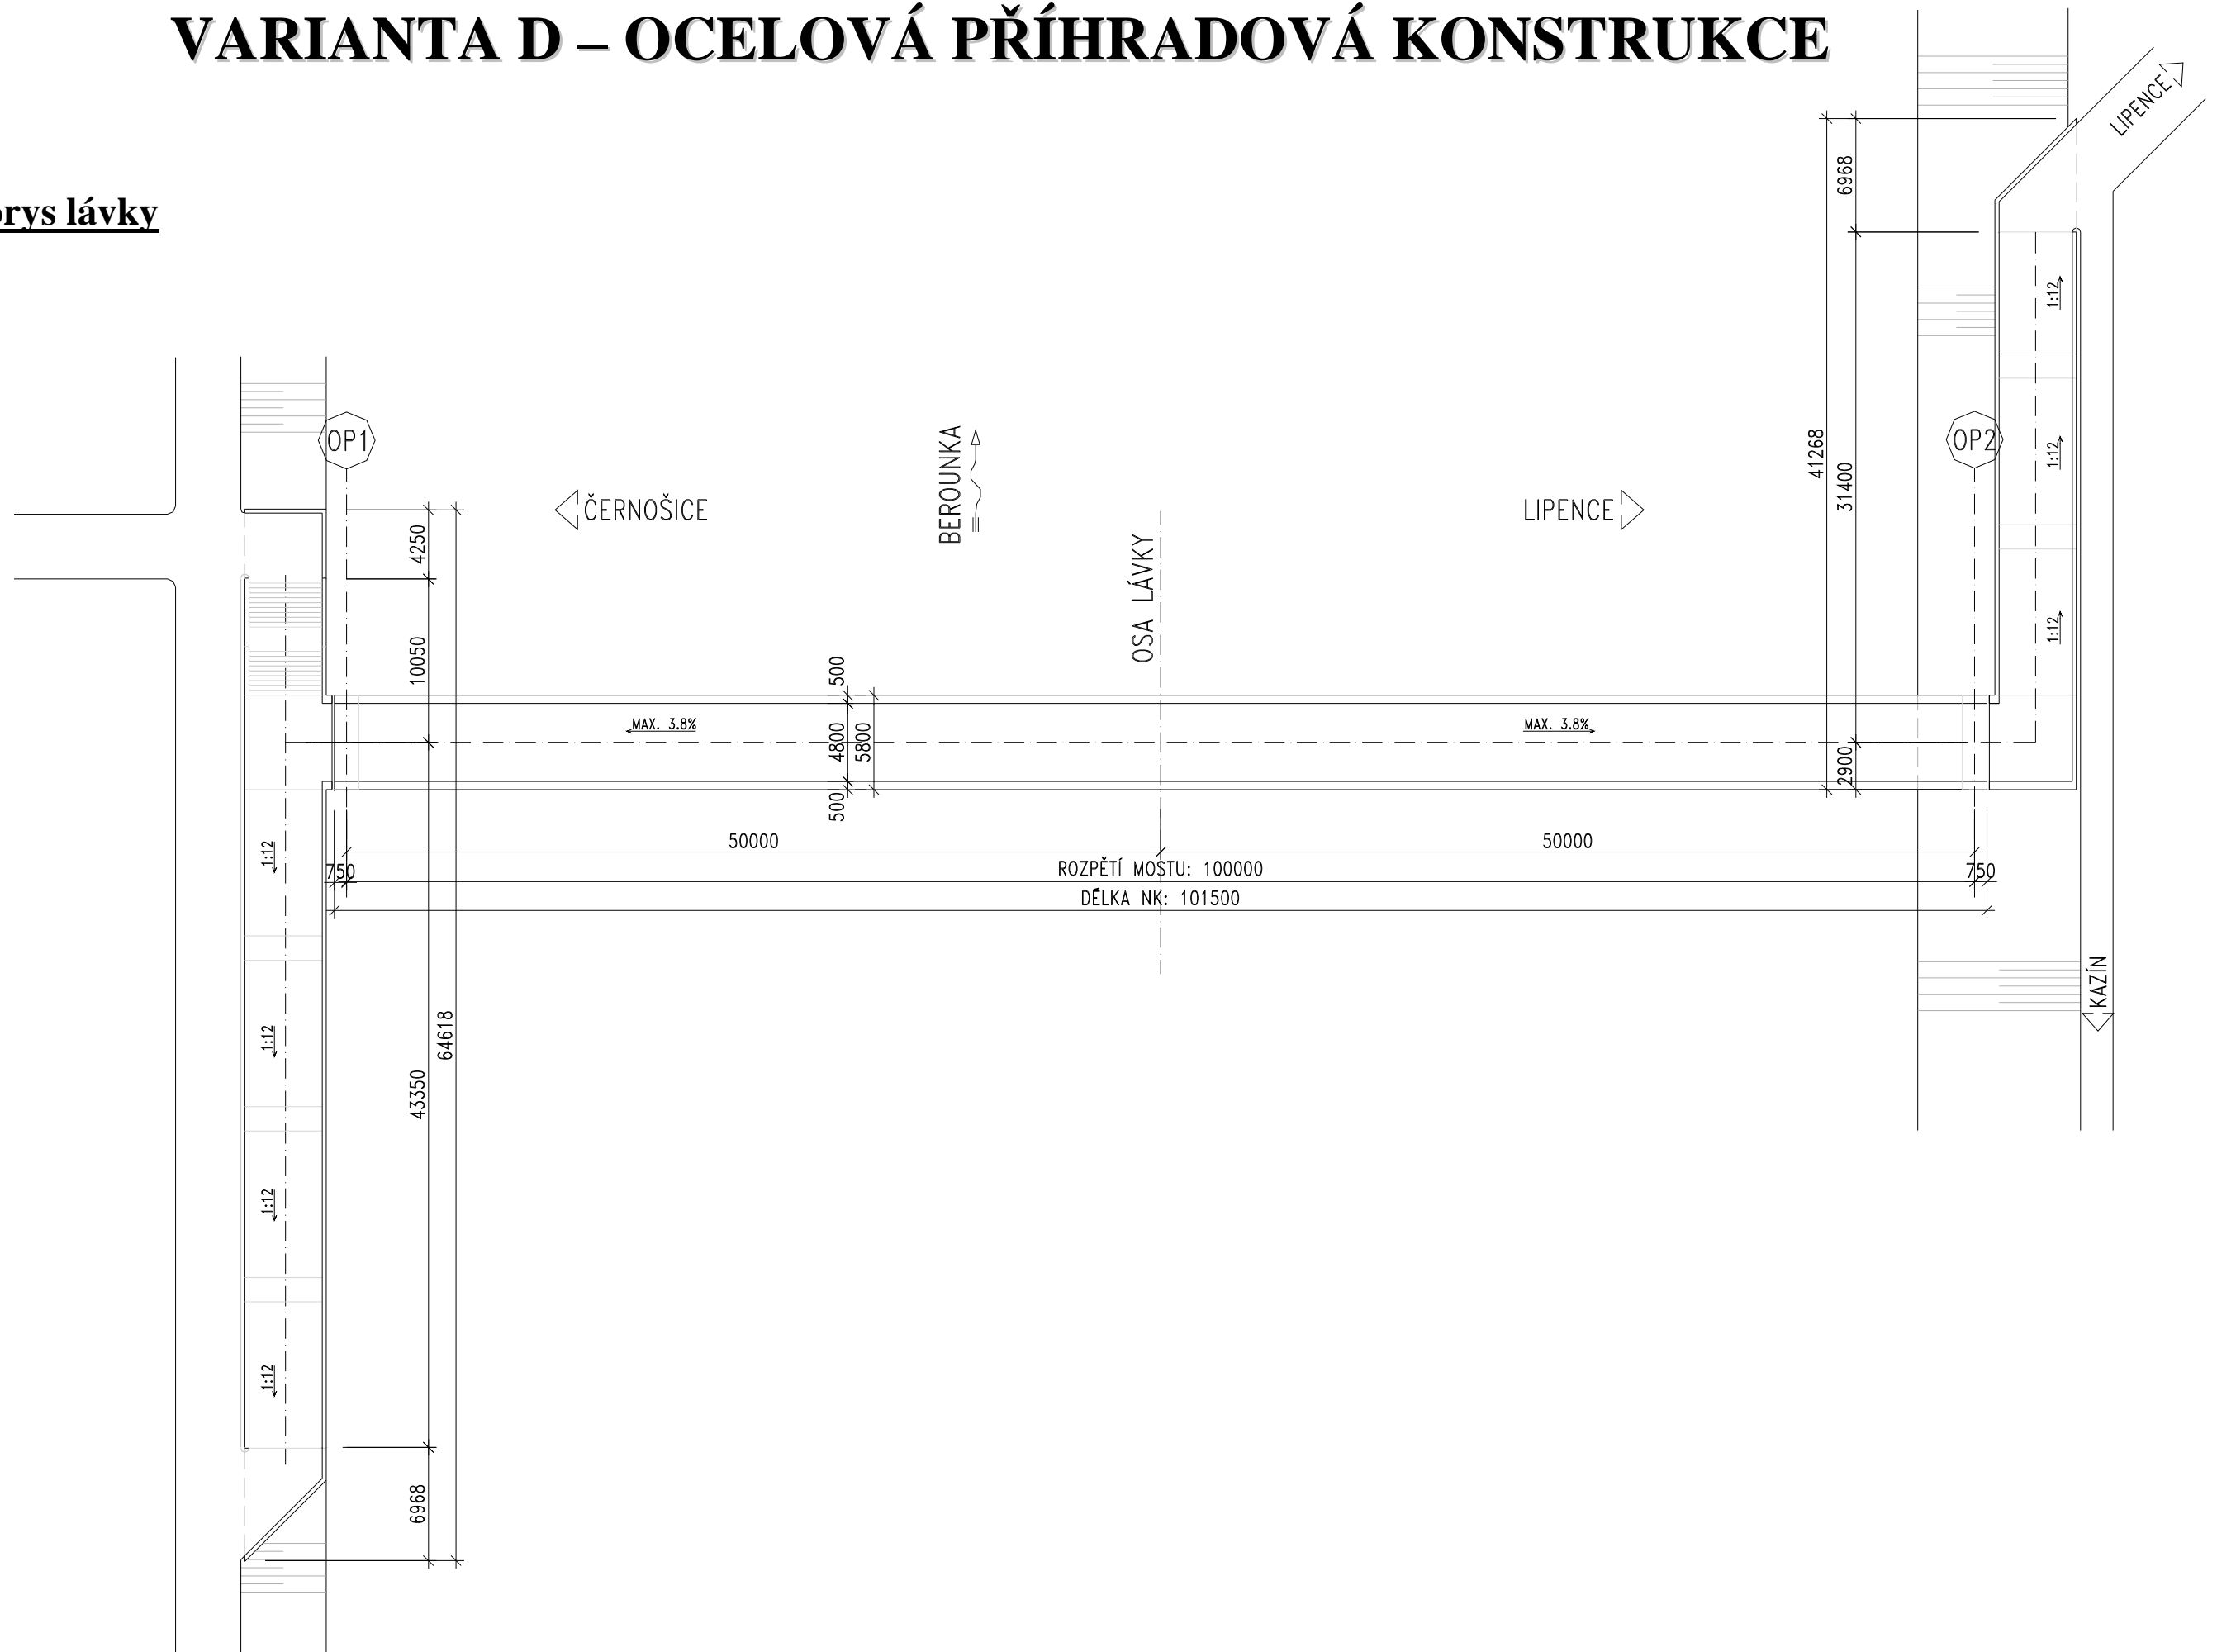 VARIANTA D – OCELOVÁ PŘÍHRADOVÁ KONSTRUKCE
LIPENCE
6968
rys lávky
1:12
OP1
OP2
BEROUNKA
41268
1:12
31400
ČERNOŠICE
LIPENCE
4250
OSA LÁVKY
1:12
10050
500
MAX. 3.8%
MAX. 3.8%
4800
5800
2900
500
50000
50000
1:12
750
ROZPĚTÍ MOSTU: 100000
750
DÉLKA NK: 101500
KAZÍN
1:12
64618
43350
1:12
1:12
6968